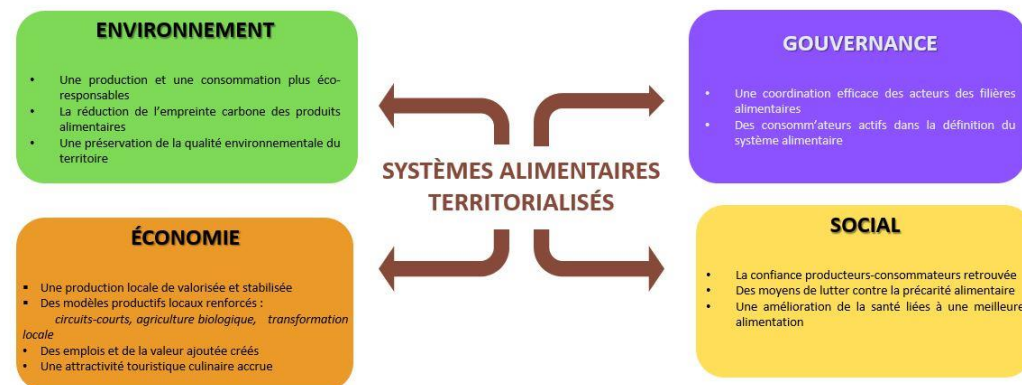 ENVIRONNEMENT
• Une production et une consommation plus éco-
responsables
• La réduction de l'empreinte carbone des produits
alimentaires
• Une préservation de la qualité environnementale du
territoire
GOUVERNANCE
• Une coordination efficace des acteurs des filières
alimentaires
• Des consomm'ateurs actifs dans la définition du
système alimentaire
SYSTÈMES ALIMENTAIRES
TERRITORIALISÉS
ÉCONOMIE
▪ Une production locale de valorisée et stabilisée
▪ Des modèles productifs locaux renforcés :
circuits-courts, agriculture biologique, transformation
locale
• Des emplois et de la valeur ajoutée créés
• Une attractivité touristique culinaire accrue
SOCIAL
• La confiance producteurs-consommateurs retrouvée
• Des moyens de lutter contre la précarité alimentaire
• Une amélioration de la santé liées à une meilleure
alimentation